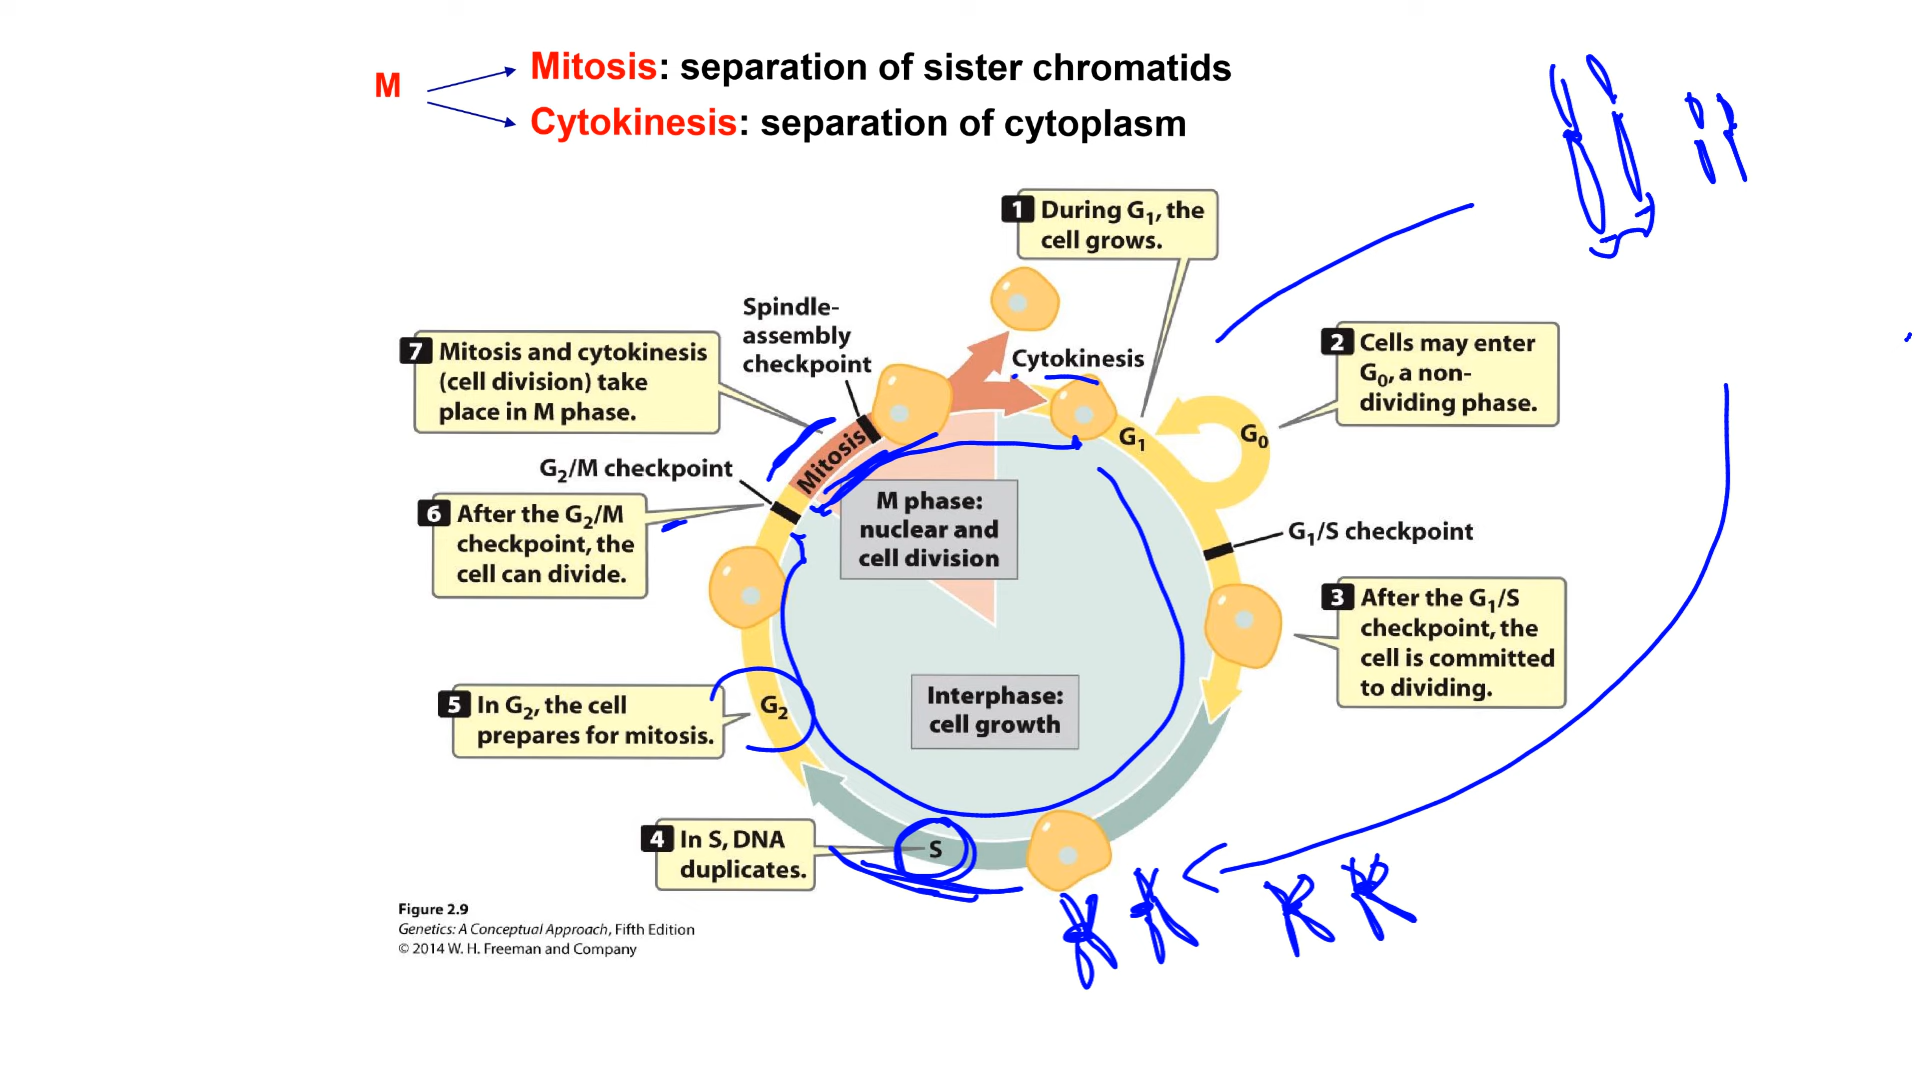 M
Mitosis: separation of sister chromatids
Cytokinesis: separation of cytoplasm
1 During G₁, the
cell grows.
Spindle-
assembly
checkpoint
7 Mitosis and cytokinesis
(cell division) take
place in M phase.
Cytokinesis
2 Cells may enter
G₀, a non-
dividing phase.
G₁
G₀
Mitosis
G₂/M checkpoint
6 After the G₂/M
checkpoint, the
cell can divide.
M phase:
nuclear and
cell division
G₁/S checkpoint
3 After the G₁/S
checkpoint, the
cell is committed
to dividing.
5 In G₂, the cell
prepares for mitosis.
G₂
Interphase:
cell growth
4 In S, DNA
duplicates.
S
Figure 2.9
Genetics: A Conceptual Approach, Fifth Edition
© 2014 W. H. Freeman and Company